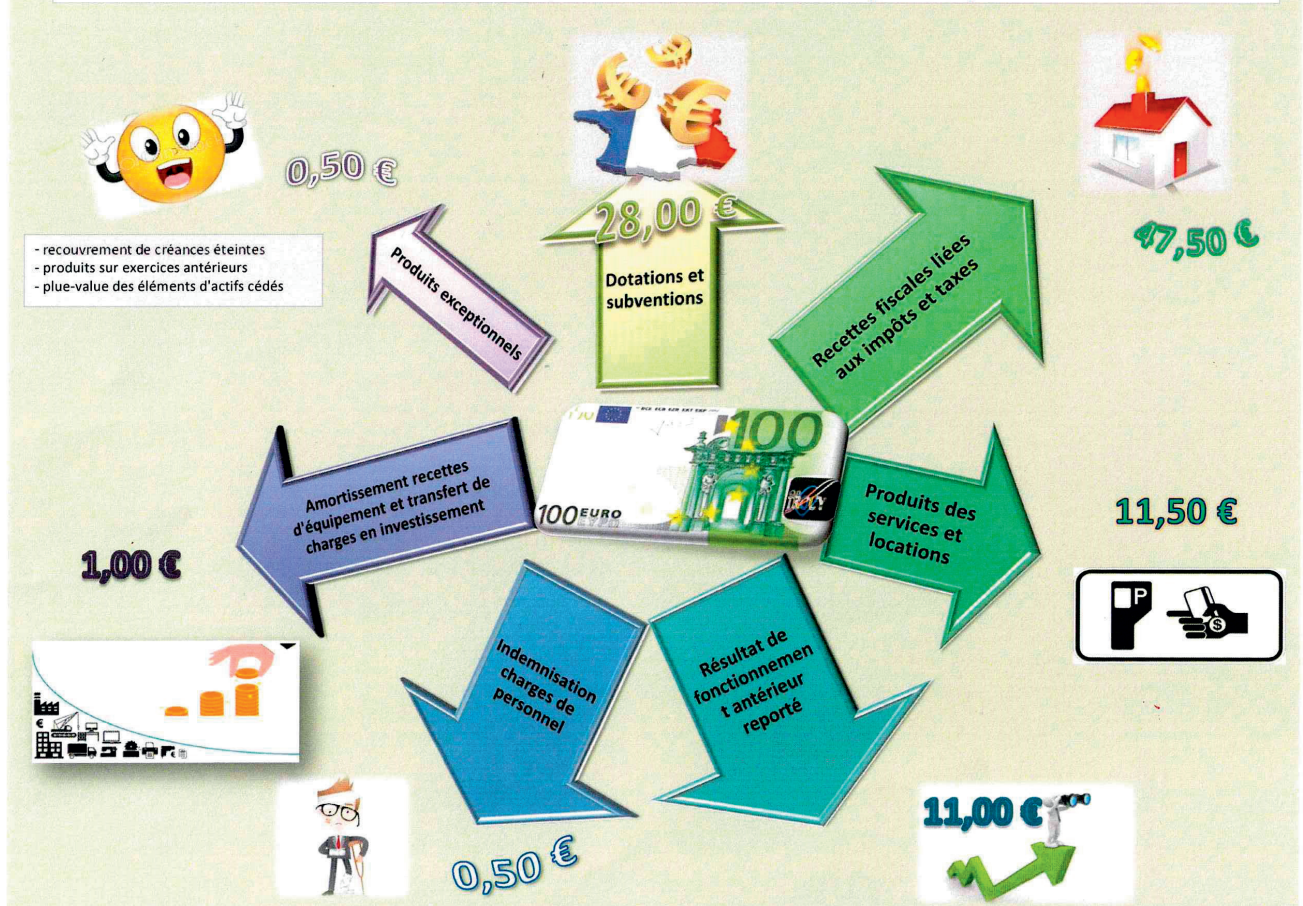 0,50 €
28,00 €
47,50 €
- recouvrement de créances éteintes
- produits sur exercices antérieurs
- plue-value des éléments d'actifs cédés
Produits exceptionnels
Dotations et
subventions
Recettes fiscales liées
aux impôts et taxes
100
100 EURO
Amortissement recettes
d'équipement et transfert de
charges en investissement
1,00 €
Produits des
services et
locations
11,50 €
P
$
Indemnisation
charges de
personnel
Résultat de
fonctionnemen
t antérieur
reporté
€
0,50 €
11,00 €